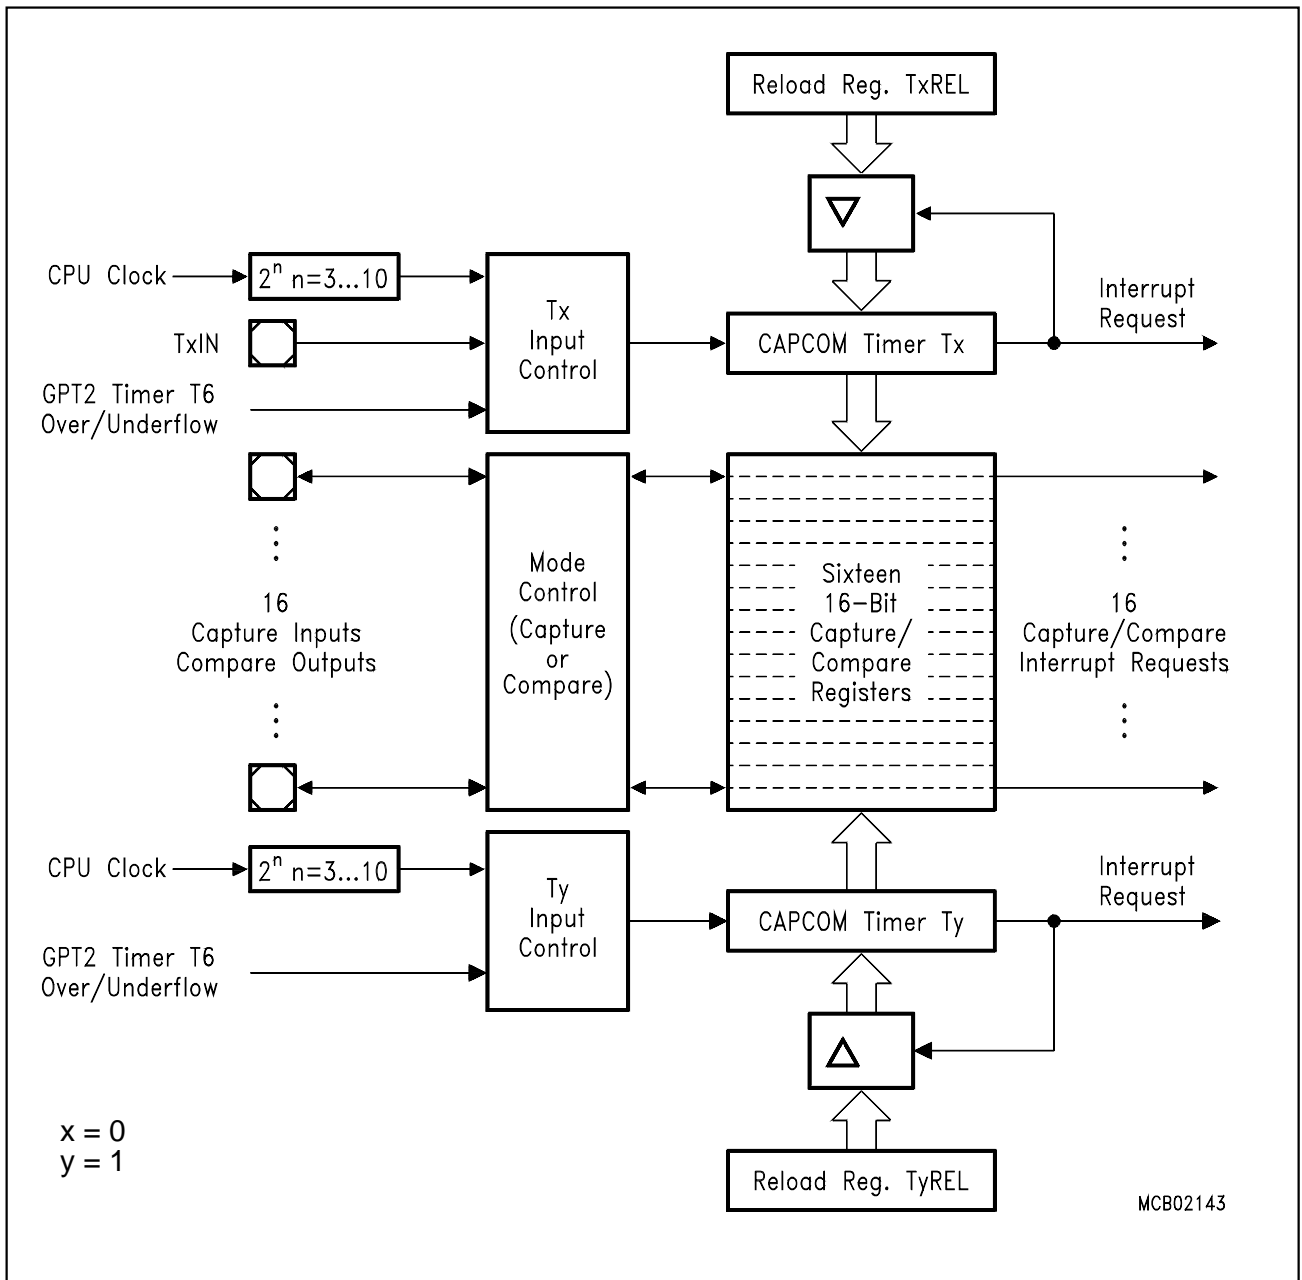 Reload Reg. TxREL
CPU Clock
2ⁿ n=3...10
Tx
Input
Control
TxIN
GPT2 Timer T6
Over/Underflow
CAPCOM Timer Tx
Interrupt
Request
16
Capture Inputs
Compare Outputs
Mode
Control
(Capture
or
Compare)
Sixteen
16-Bit
Capture/
Compare
Registers
16
Capture/Compare
Interrupt Requests
CPU Clock
2ⁿ n=3...10
Ty
Input
Control
GPT2 Timer T6
Over/Underflow
CAPCOM Timer Ty
Interrupt
Request
x = 0
y = 1
Reload Reg. TyREL
MCB02143